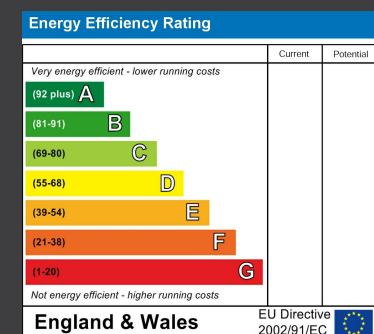 Energy Efficiency Rating
Current Potential
Very energy efficient - lower running costs
(92 plus) A
(81-91) B
(69-80) C
(55-68) D
(39-54) E
(21-38) F
(1-20) G
Not energy efficient - higher running costs
England & Wales
EU Directive
2002/91/EC